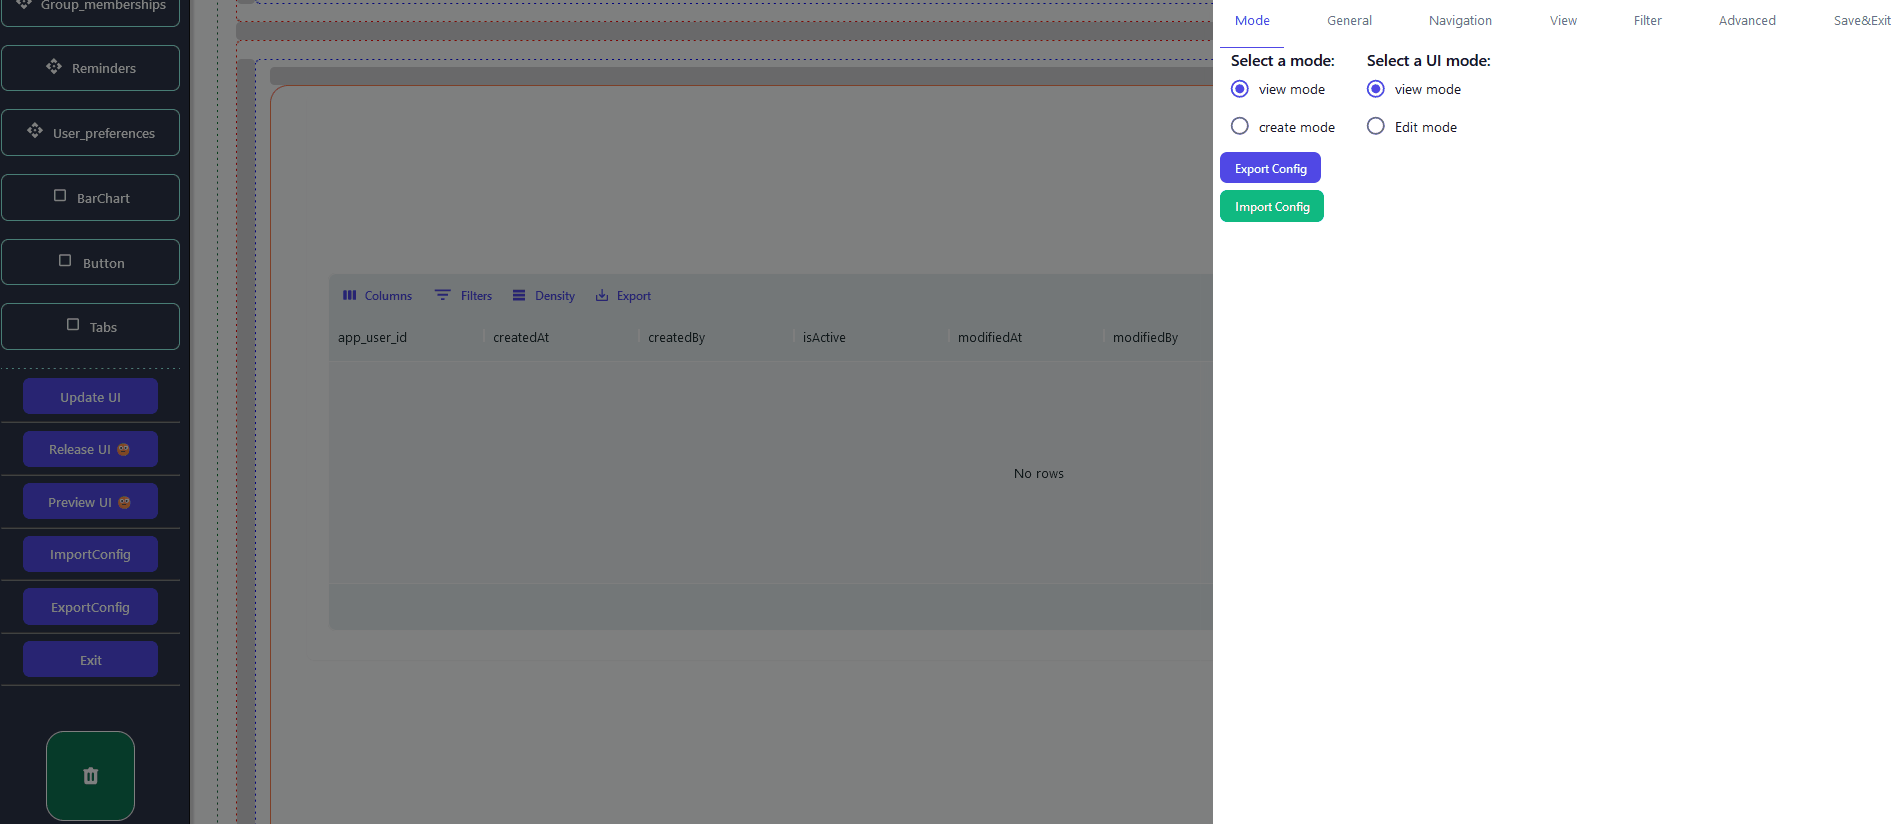 Group_memberships
Reminders
User_preferences
BarChart
Button
Tabs
Update UI
Release UI
Preview UI
ImportConfig
ExportConfig
Exit
Columns Filters Density Export
app_user_id createdAt createdBy isActive modifiedAt modifiedBy
No rows
Mode General Navigation View Filter Advanced Save&Exit
Select a mode: Select a UI mode:
view mode view mode
create mode Edit mode
Export Config
Import Config